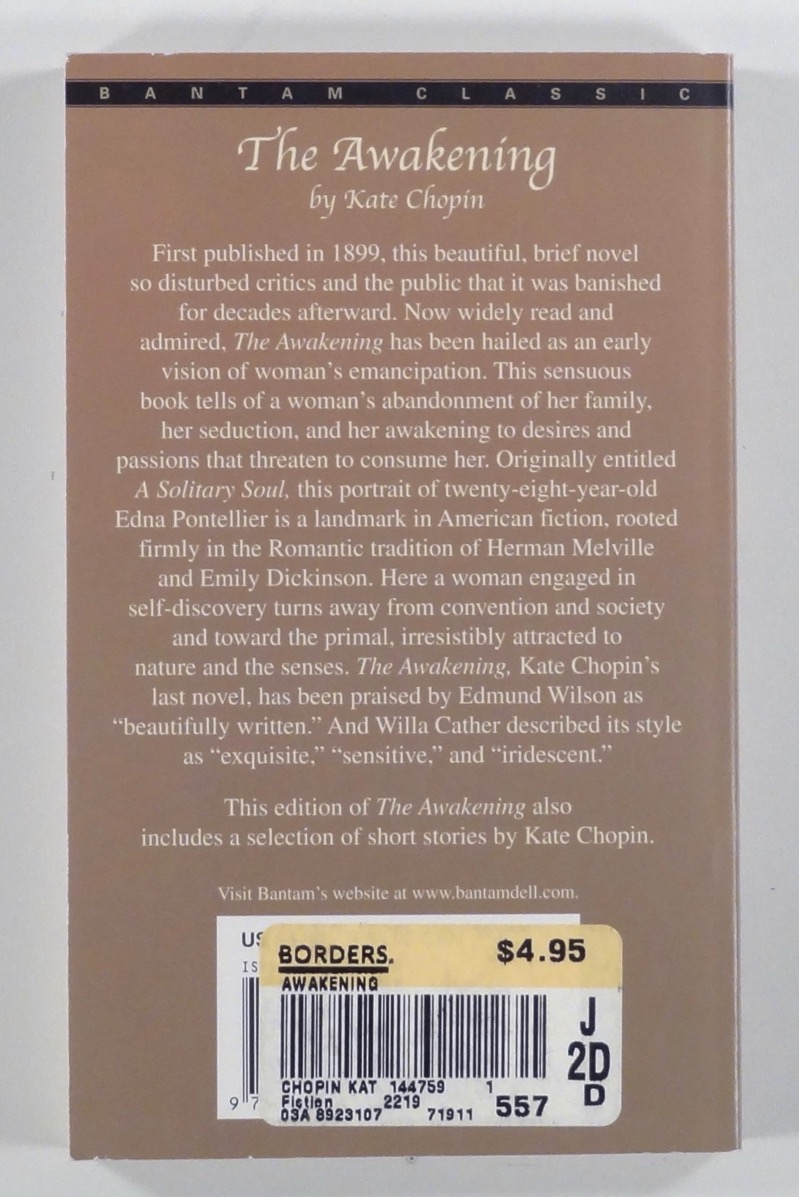 BANTAM CLASSIC
The Awakening
by Kate Chopin
First published in 1899, this beautiful, brief novel
so disturbed critics and the public that it was banished
for decades afterward. Now widely read and
admired, The Awakening has been hailed as an early
vision of woman's emancipation. This sensuous
book tells of a woman's abandonment of her family,
her seduction, and her awakening to desires and
passions that threaten to consume her. Originally entitled
A Solitary Soul, this portrait of twenty-eight-year-old
Edna Pontellier is a landmark in American fiction, rooted
firmly in the Romantic tradition of Herman Melville
and Emily Dickinson. Here a woman engaged in
self-discovery turns away from convention and society
and toward the primal, irresistibly attracted to
nature and the senses. The Awakening, Kate Chopin's
last novel, has been praised by Edmund Wilson as
“beautifully written.” And Willa Cather described its style
as “exquisite,” “sensitive,” and “iridescent.”
This edition of The Awakening also
includes a selection of short stories by Kate Chopin.
Visit Bantam's website at www.bantamdell.com.
US
IS
9 7
BORDERS. $4.95
AWAKENING
J
2D
D
CHOPIN KAT 144759 1
Fiction 2219
03A 8923107 71911 557